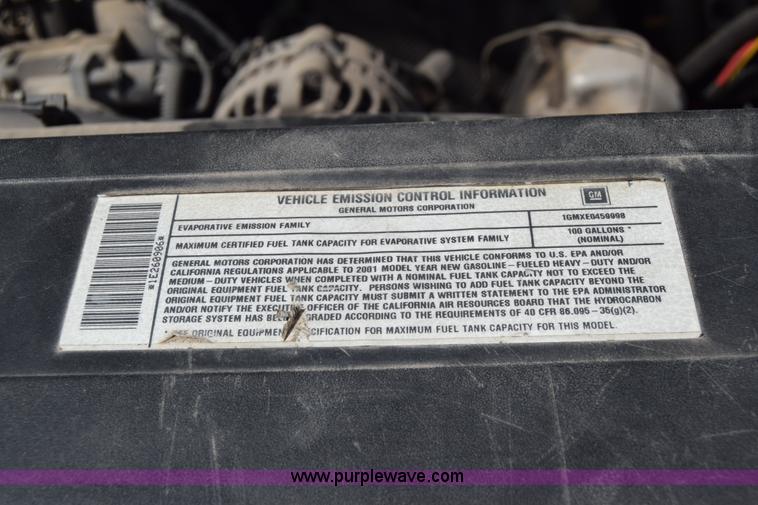 VEHICLE EMISSION CONTROL INFORMATION
GM
GENERAL MOTORS CORPORATION
EVAPORATIVE EMISSION FAMILY 1GMXE0459998
MAXIMUM CERTIFIED FUEL TANK CAPACITY FOR EVAPORATIVE SYSTEM FAMILY 100 GALLONS *
(NOMINAL)
GENERAL MOTORS CORPORATION HAS DETERMINED THAT THIS VEHICLE CONFORMS TO U.S. EPA AND/OR
CALIFORNIA REGULATIONS APPLICABLE TO 2001 MODEL YEAR NEW GASOLINE-FUELED HEAVY-DUTY AND/OR
MEDIUM-DUTY VEHICLES WHEN COMPLETED WITH A NOMINAL FUEL TANK CAPACITY NOT TO EXCEED THE
ORIGINAL EQUIPMENT FUEL TANK CAPACITY. PERSONS WISHING TO ADD FUEL CAPACITY BEYOND THE
ORIGINAL EQUIPMENT FUEL TANK CAPACITY MUST SUBMIT A WRITTEN STATEMENT TO THE EPA ADMINISTRATOR
AND/OR NOTIFY THE EXECUTIVE OFFICER OF THE CALIFORNIA AIR RESOURCES BOARD THAT THE HYDROCARBON
STORAGE SYSTEM HAS BEEN GRADED ACCORDING TO THE REQUIREMENTS OF 40 CFR 86.095-35(g)(2).
* SEE ORIGINAL EQUIPMENT SPECIFICATION FOR MAXIMUM FUEL TANK CAPACITY FOR THIS MODEL.
*1E260906*
www.purplewave.com